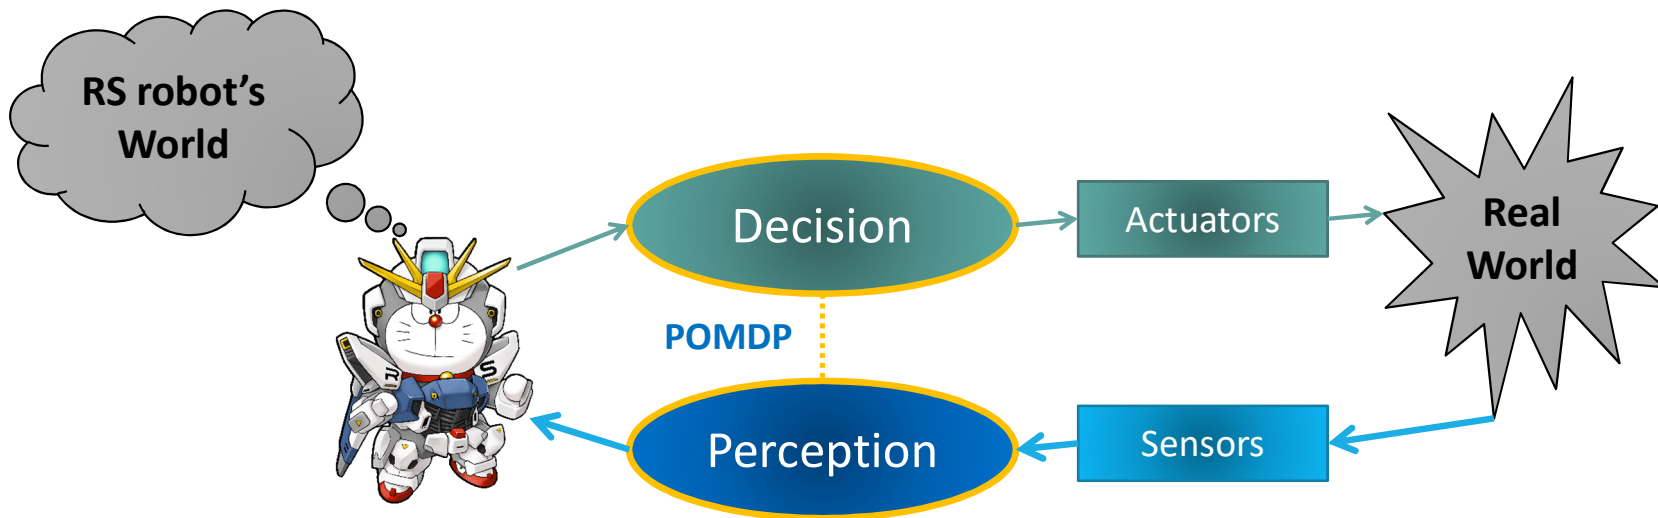 RS robot's
World
Decision
Actuators
Real
World
POMDP
R S
Perception
Sensors